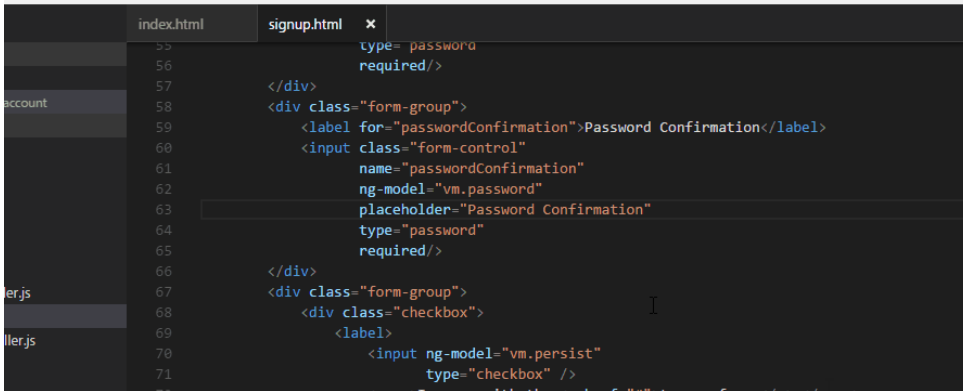 index.html
signup.html ×
account
ler.js
ller.js
55 type="password
56 required/>
57 </div>
58 <div class="form-group">
59 <label for="passwordConfirmation">Password Confirmation</label>
60 <input class="form-control"
61 name="passwordConfirmation"
62 ng-model="vm.password"
63 placeholder="Password Confirmation"
64 type="password"
65 required/>
66 </div>
67 <div class="form-group">
68 <div class="checkbox">
69 <label>
70 <input ng-model="vm.persist"
71 type="checkbox" />